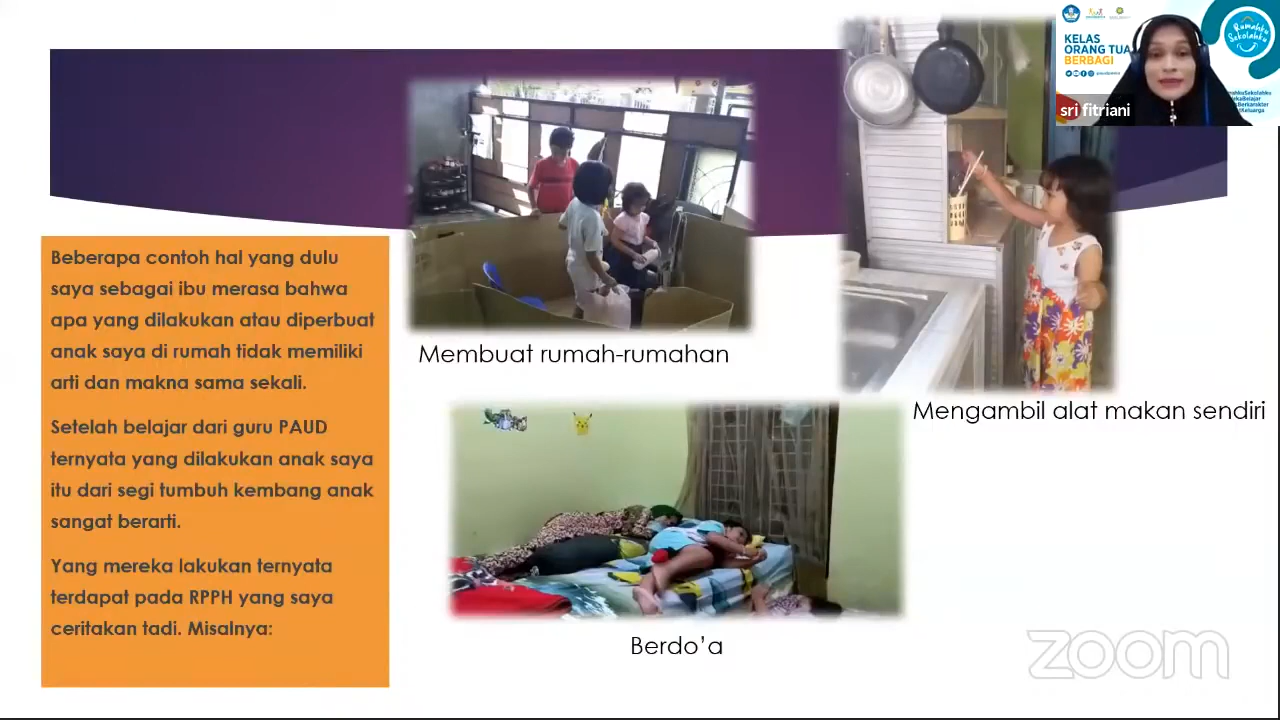 Beberapa contoh hal yang dulu
saya sebagai ibu merasa bahwa
apa yang dilakukan atau diperbuat
anak saya di rumah tidak memiliki
arti dan makna sama sekali.
Setelah belajar dari guru PAUD
ternyata yang dilakukan anak saya
itu dari segi tumbuh kembang anak
sangat berarti.
Yang mereka lakukan ternyata
terdapat pada RPPH yang saya
ceritakan tadi. Misalnya:
Membuat rumah-rumahan
Mengambil alat makan sendiri
Berdo’a
KELAS
ORANG TUA
BERBAGI
sri fitriani
Rumahku
Sekolahku
zoom